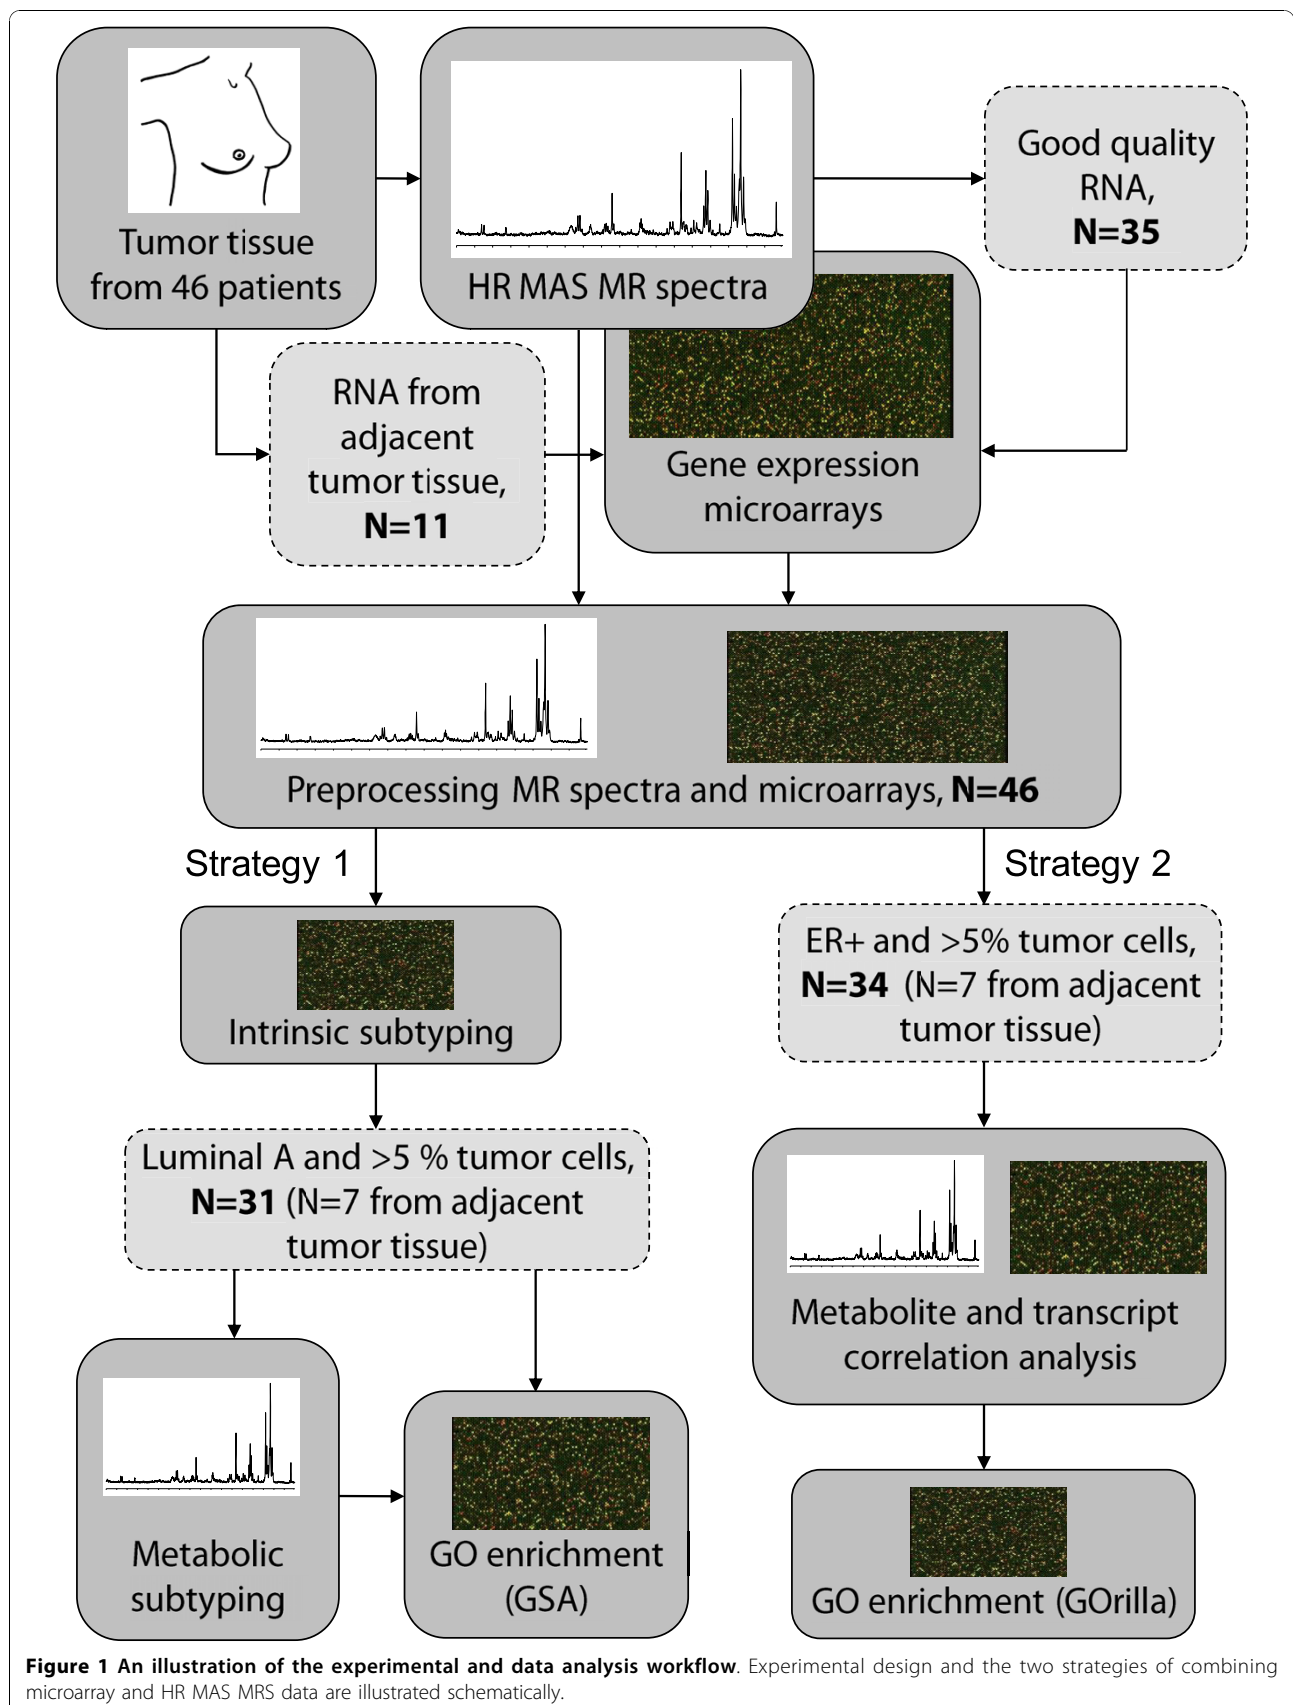 Tumor tissue
from 46 patients
HR MAS MR spectra
Good quality
RNA,
N=35
RNA from
adjacent
tumor tissue,
N=11
Gene expression
microarrays
Preprocessing MR spectra and microarrays, N=46
Strategy 1
Strategy 2
Intrinsic subtyping
ER+ and >5% tumor cells,
N=34 (N=7 from adjacent
tumor tissue)
Luminal A and >5 % tumor cells,
N=31 (N=7 from adjacent
tumor tissue)
Metabolite and transcript
correlation analysis
Metabolic
subtyping
GO enrichment
(GSA)
GO enrichment (GOrilla)
Figure 1 An illustration of the experimental and data analysis workflow. Experimental design and the two strategies of combining
microarray and HR MAS MRS data are illustrated schematically.